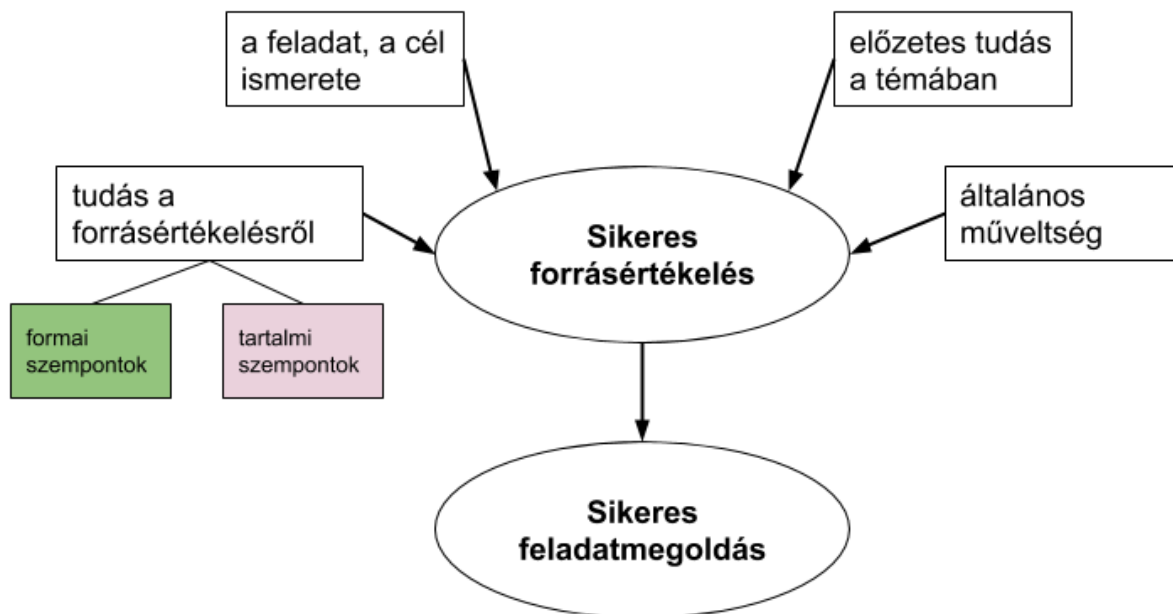 a feladat, a cél
ismerete
előzetes tudás
a témában
tudás a
forrásértékelésről
általános
műveltség
Sikeres
forrásértékelés
formai
szempontok
tartalmi
szempontok
Sikeres
feladatmegoldás